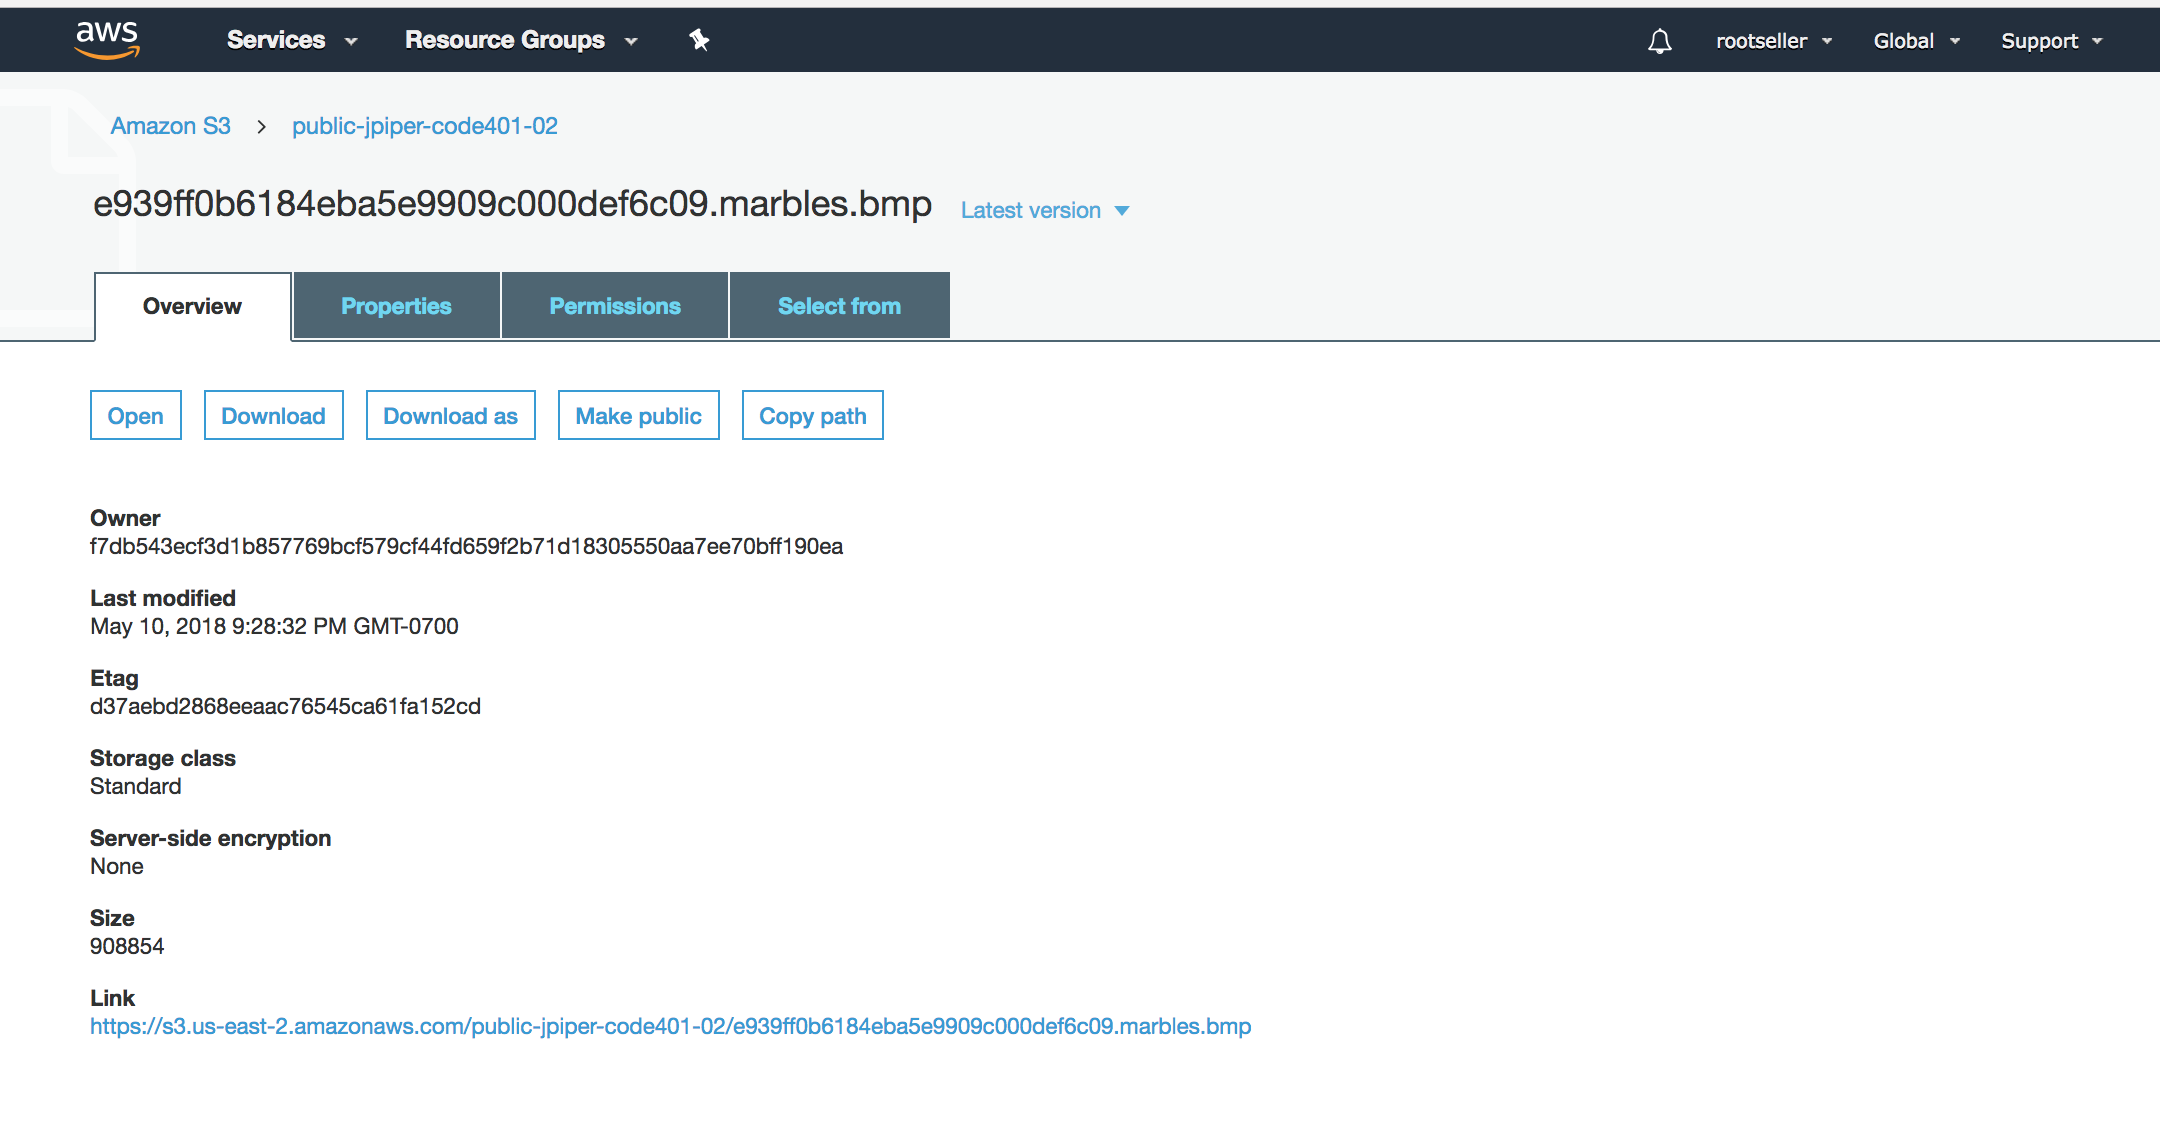 aws Services Resource Groups rootseller Global Support
Amazon S3 > public-jpiper-code401-02
e939ff0b6184eba5e9909c000def6c09.marbles.bmp Latest version
Overview Properties Permissions Select from
Open Download Download as Make public Copy path
Owner
f7db543ecf3d1b857769bcf579cf44fd659f2b71d18305550aa7ee70bff190ea
Last modified
May 10, 2018 9:28:32 PM GMT-0700
Etag
d37aebd2868eeaac76545ca61fa152cd
Storage class
Standard
Server-side encryption
None
Size
908854
Link
https://s3.us-east-2.amazonaws.com/public-jpiper-code401-02/e939ff0b6184eba5e9909c000def6c09.marbles.bmp